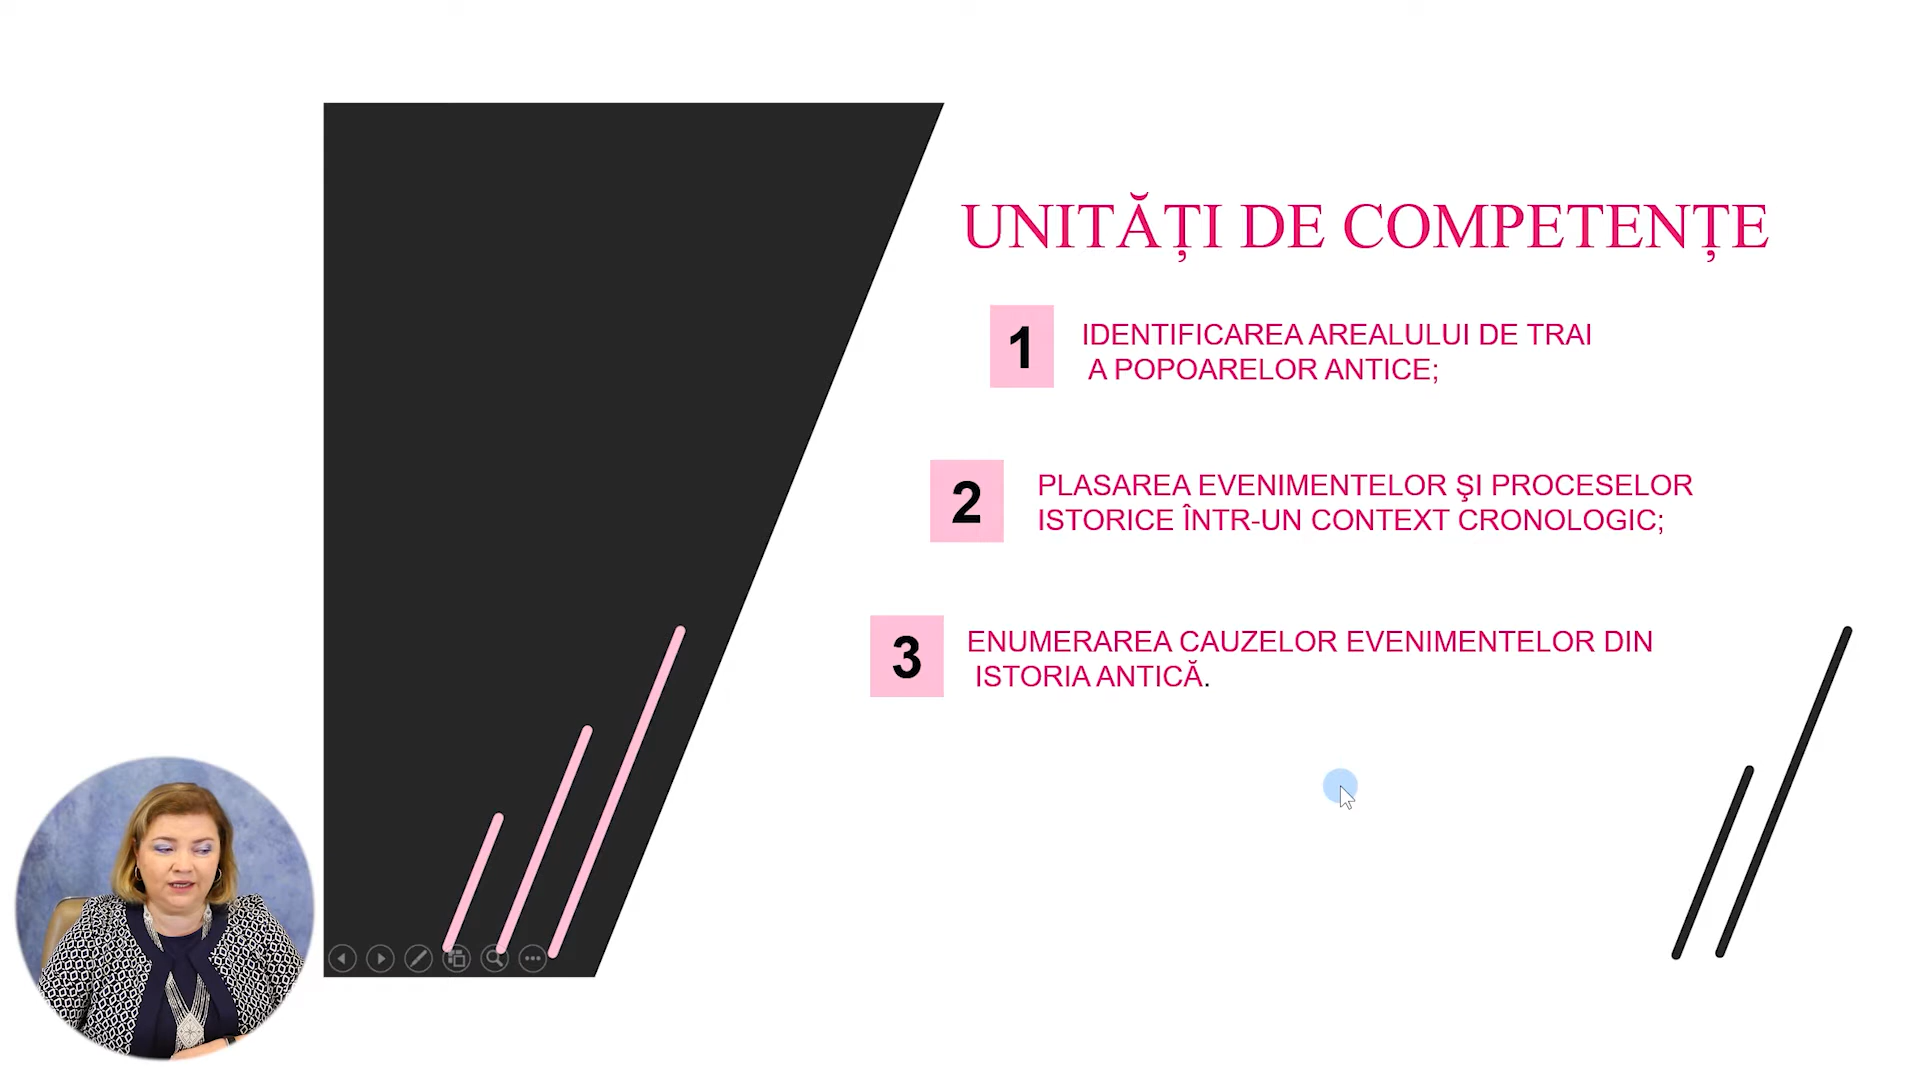 UNITĂȚI DE COMPETENȚE
1
IDENTIFICAREA AREALULUI DE TRAI
A POPOARELOR ANTICE;
2
PLASAREA EVENIMENTELOR ŞI PROCESELOR
ISTORICE ÎNTR-UN CONTEXT CRONOLOGIC;
3
ENUMERAREA CAUZELOR EVENIMENTELOR DIN
ISTORIA ANTICĂ.